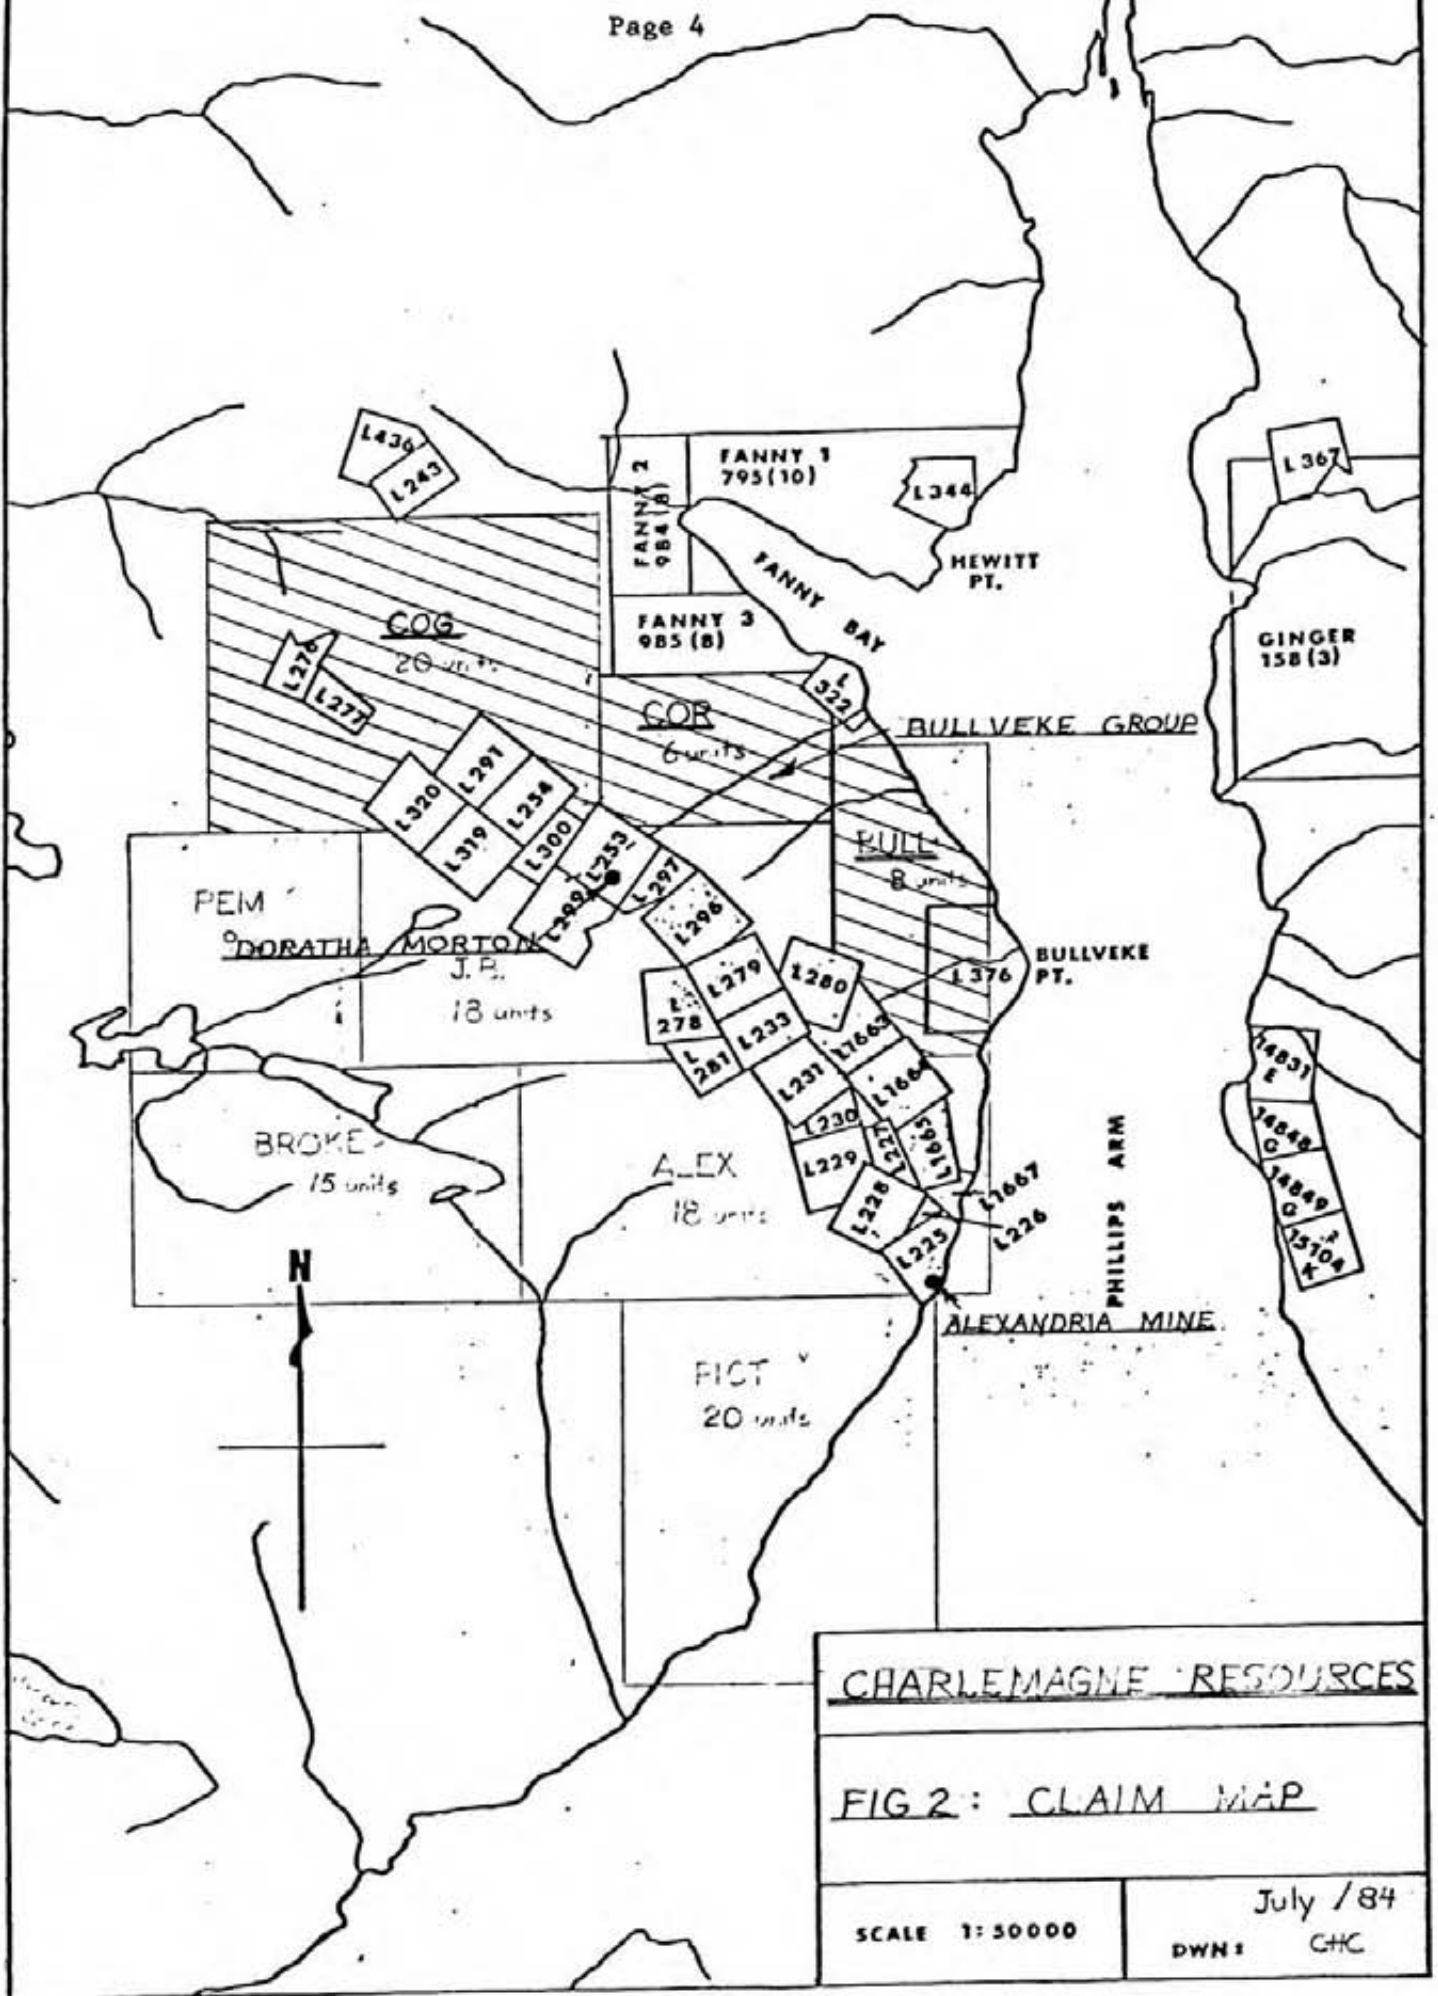 Page 4
L436
L243
FANNY 2
984 (8)
FANNY 1
795(10)
L344
L367
HEWITT
PT.
FANNY BAY
COG
20 units
FANNY 3
985 (8)
GINGER
158(3)
L276
L277
L
322
COR
6 units
BULLVEKE GROUP
L291
L254
L320
L319
L300
L253
L297
L299
L296
BULL
8 units
PEM
DORATHA MORTON
J.B.
18 units
L279
L280
L376
BULLVEKE
PT.
L
278
L233
L1663
L
281
L231
L1664
14831
E
BROKE
15 units
ALEX
18 units
L230
L227
L1665
L229
14848
G
L228
L1667
L226
14849
G
L225
15104
K
PHILLIPS ARM
N
ALEXANDRIA MINE
PICT
20 units
CHARLEMAGNE RESOURCES
FIG 2: CLAIM MAP
SCALE 1:50000
July /84
DWN: CHC